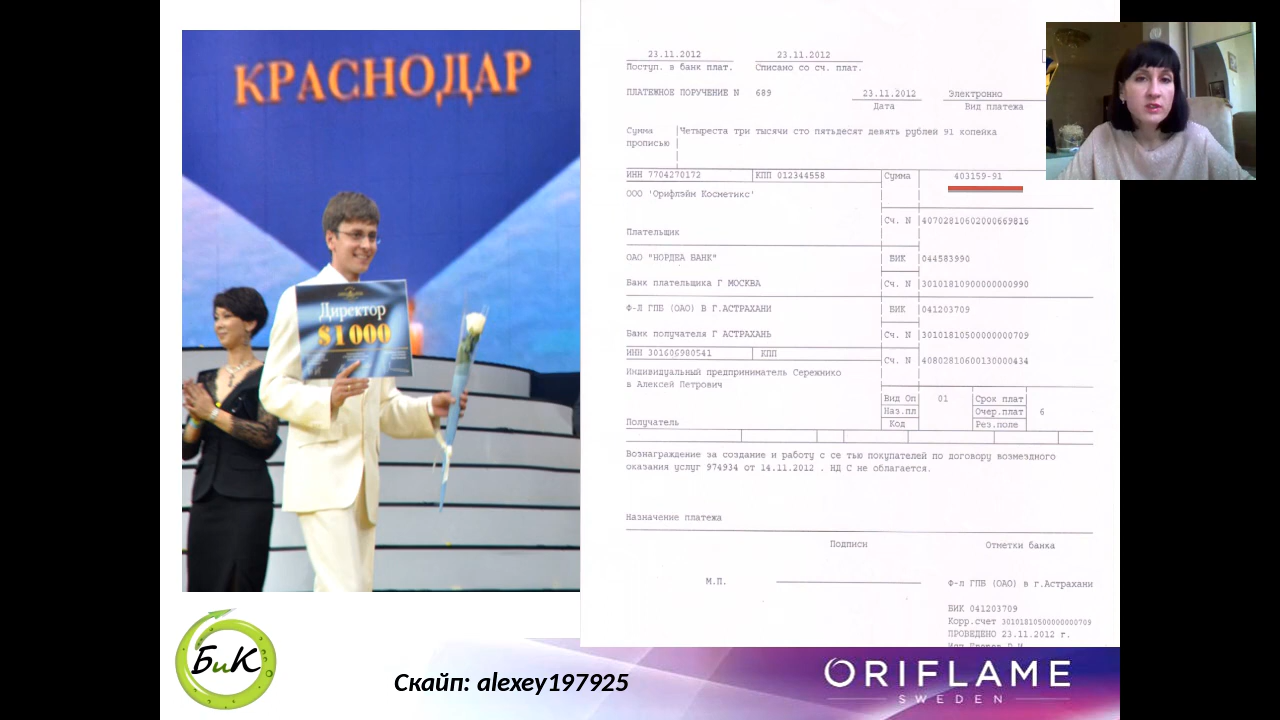 КРАСНОДАР
Директор
$1000
23.11.2012 23.11.2012
Поступ. в банк плат. Списано со сч. плат.
ПЛАТЕЖНОЕ ПОРУЧЕНИЕ N 689 23.11.2012 Электронно
Дата Вид платежа
Сумма прописью Четыреста три тысячи сто пятьдесят девять рублей 91 копейка
ИНН 7704270172 КПП 012344558 Сумма 403159-91
ООО 'Орифлэйм Косметикс'
Сч. N 40702810602000669816
Плательщик
ОАО "НОРДЕА БАНК" БИК 044583990
Банк плательщика Г МОСКВА Сч. N 30101810900000000990
Ф-Л ГПБ (ОАО) В Г.АСТРАХАНИ БИК 041203709
Банк получателя Г АСТРАХАНЬ Сч. N 30101810500000000709
ИНН 301606980541 КПП Сч. N 40802810600130000434
Индивидуальный предприниматель Сережнико
в Алексей Петрович
Вид Оп 01 Срок плат
Наз.пл Очер.плат 6
Получатель Код Рез.поле
Вознаграждение за создание и работу с се тью покупателей по договору возмездного
оказания услуг 974934 от 14.11.2012 . НД С не облагается.
Назначение платежа
Подписи Отметки банка
М.П. Ф-л ГПБ (ОАО) в г.Астрахани
БИК 041203709
Корр.счет 30101810500000000709
ПРОВЕДЕНО 23.11.2012 г.
БиК
Скайп: alexey197925
ORIFLAME
SWEDEN